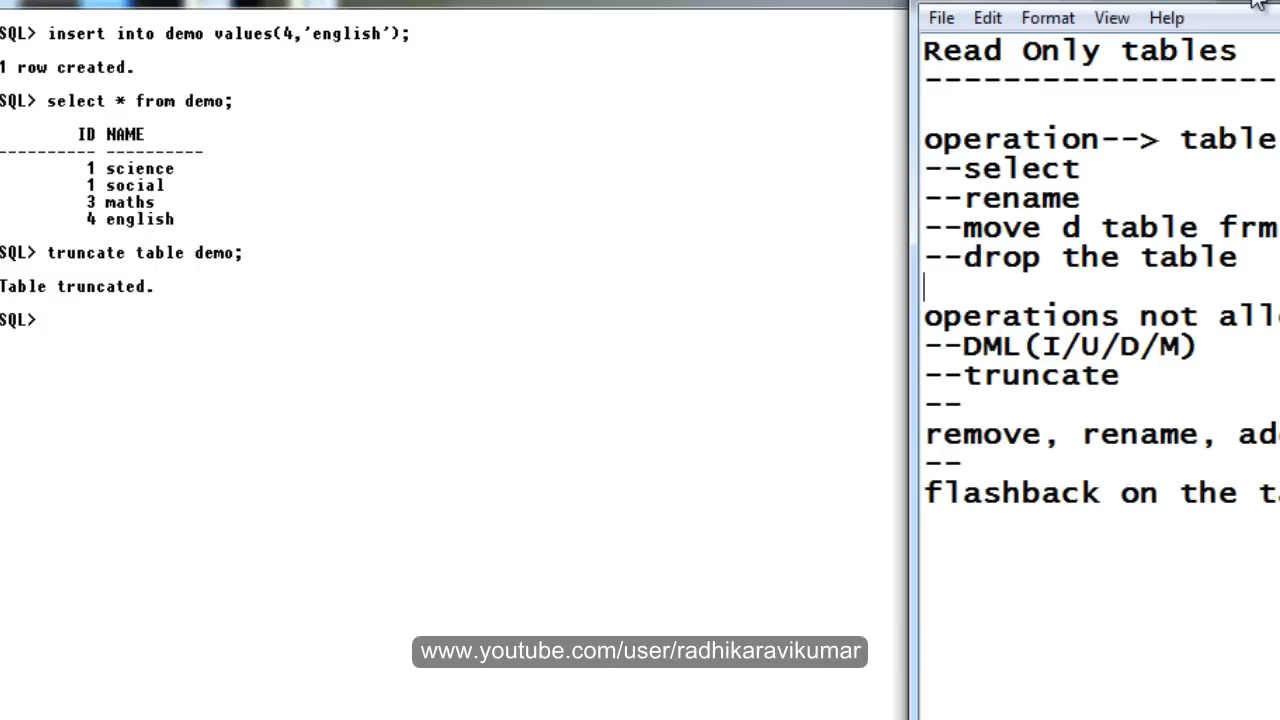 SQL> insert into demo values(4,'english');
1 row created.
SQL> select * from demo;
ID NAME
---------- ----------
1 science
1 social
3 maths
4 english
SQL> truncate table demo;
Table truncated.
SQL>
File Edit Format View Help
Read Only tables
------------------
operation--> table
--select
--rename
--move d table frm
--drop the table
operations not all
--DML(I/U/D/M)
--truncate
--
remove, rename, ad
--
flashback on the ta
www.youtube.com/user/radhikaravikumar